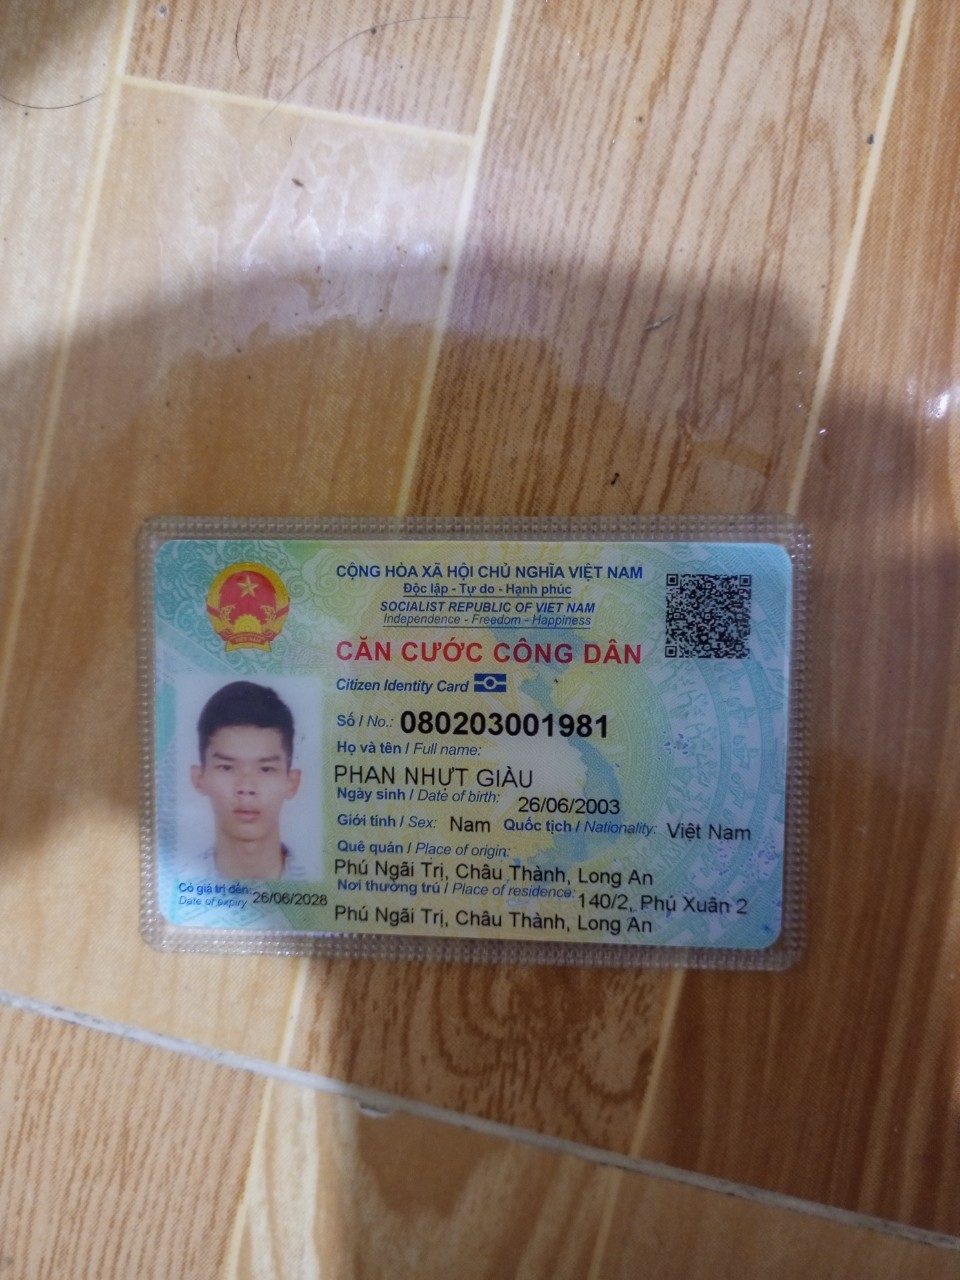 CỘNG HÒA XÃ HỘI CHỦ NGHĨA VIỆT NAM
Độc lập - Tự do - Hạnh phúc
SOCIALIST REPUBLIC OF VIET NAM
Independence - Freedom - Happiness
CĂN CƯỚC CÔNG DÂN
Citizen Identity Card
Số / No.: 080203001981
Họ và tên / Full name:
PHAN NHỰT GIÀU
Ngày sinh / Date of birth: 26/06/2003
Giới tính / Sex: Nam Quốc tịch / Nationality: Việt Nam
Quê quán / Place of origin:
Phú Ngãi Trị, Châu Thành, Long An
Nơi thường trú / Place of residence: 140/2, Phú Xuân 2
Phú Ngãi Trị, Châu Thành, Long An
Có giá trị đến: 26/06/2028
Date of expiry